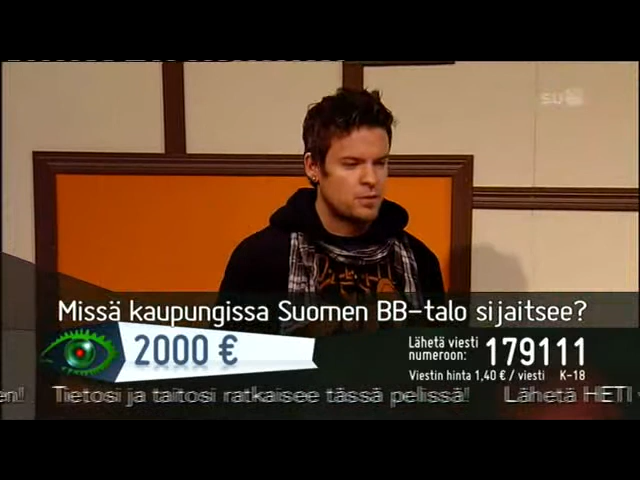 SUB
Missä kaupungissa Suomen BB-talo sijaitsee?
2000 €
Lähetä viesti
numeroon: 179111
Viestin hinta 1,40 € / viesti K-18
en! Tietosi ja taitosi ratkaisee tässä pelissä! Lähetä HETI